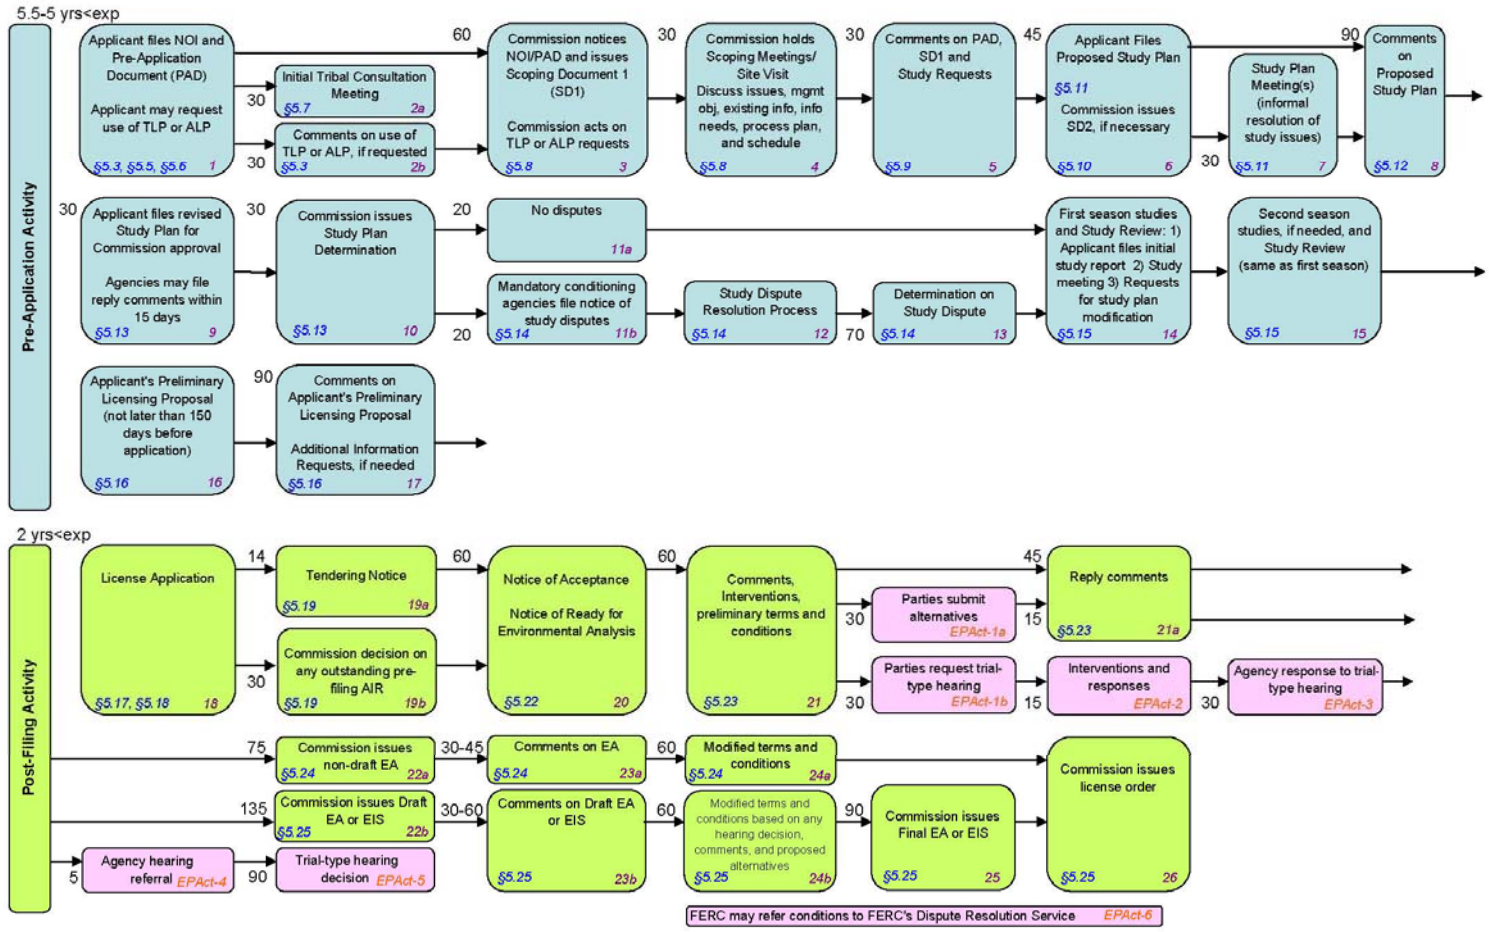 5.5-5 yrs<exp
Pre-Application Activity
Applicant files NOI and
Pre-Application
Document (PAD)
Applicant may request
use of TLP or ALP
§5.3, §5.5, §5.6 1
30
Initial Tribal Consultation
Meeting
§5.7 2a
30
Comments on use of
TLP or ALP, if requested
§5.3 2b
60
Commission notices
NOI/PAD and issues
Scoping Document 1
(SD1)
Commission acts on
TLP or ALP requests
§5.8 3
30
Commission holds
Scoping Meetings/
Site Visit
Discuss issues, mgmt
obj, existing info, info
needs, process plan,
and schedule
§5.8 4
30
Comments on PAD,
SD1 and
Study Requests
§5.9 5
45
Applicant Files
Proposed Study Plan
§5.11
Commission issues
SD2, if necessary
§5.10 6
30
Study Plan
Meeting(s)
(informal
resolution of
study issues)
§5.11 7
90
Comments
on
Proposed
Study Plan
§5.12 8
30
Applicant files revised
Study Plan for
Commission approval
Agencies may file
reply comments within
15 days
§5.13 9
30
Commission issues
Study Plan
Determination
§5.13 10
20
No disputes
11a
20
Mandatory conditioning
agencies file notice of
study disputes
§5.14 11b
Study Dispute
Resolution Process
§5.14 12
70
Determination on
Study Dispute
§5.14 13
First season studies
and Study Review: 1)
Applicant files initial
study report 2) Study
meeting 3) Requests
for study plan
modification
§5.15 14
Second season
studies, if needed, and
Study Review
(same as first season)
§5.15 15
Applicant's Preliminary
Licensing Proposal
(not later than 150
days before
application)
§5.16 16
90
Comments on
Applicant's Preliminary
Licensing Proposal
Additional Information
Requests, if needed
§5.16 17
2 yrs<exp
Post-Filing Activity
License Application
§5.17, §5.18 18
14
Tendering Notice
§5.19 19a
30
Commission decision on
any outstanding pre-
filing AIR
§5.19 19b
60
Notice of Acceptance
Notice of Ready for
Environmental Analysis
§5.22 20
60
Comments,
Interventions,
preliminary terms and
conditions
§5.23 21
30
Parties submit
alternatives
EPAct-1a
30
Parties request trial-
type hearing
EPAct-1b
45
15
Reply comments
§5.23 21a
15
Interventions and
responses
EPAct-2
30
Agency response to trial-
type hearing
EPAct-3
75
Commission issues
non-draft EA
§5.24 22a
30-45
Comments on EA
§5.24 23a
60
Modified terms and
conditions
§5.24 24a
135
Commission issues Draft
EA or EIS
§5.25 22b
30-60
Comments on Draft EA
or EIS
§5.25 23b
60
Modified terms and
conditions based on any
hearing decision,
comments, and proposed
alternatives
§5.25 24b
90
Commission issues
Final EA or EIS
§5.25 25
Commission issues
license order
§5.25 26
5
Agency hearing
referral EPAct-4
90
Trial-type hearing
decision EPAct-5
FERC may refer conditions to FERC's Dispute Resolution Service EPAct-6